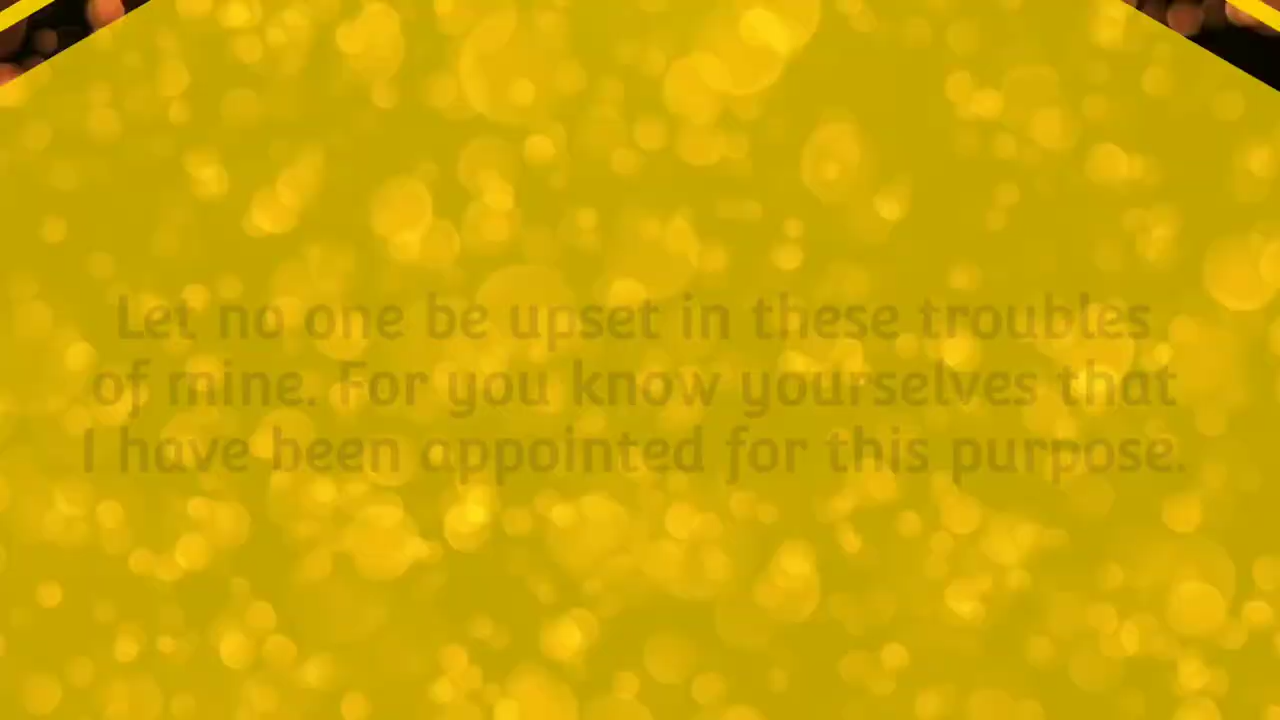 Let no one be upset in these troubles
of mine. For you know yourselves that
I have been appointed for this purpose.